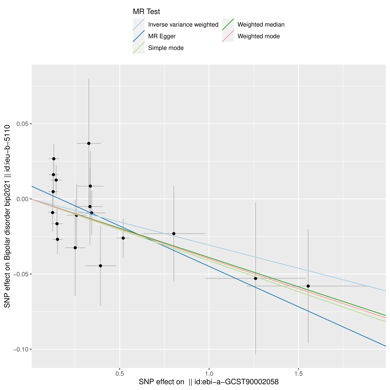 MR Test
Inverse variance weighted
Weighted median
MR Egger
Weighted mode
Simple mode
SNP effect on Bipolar disorder bip2021 || id:ieu-b-5110
0.05
0.00
−0.05
−0.10
0.5
1.0
1.5
SNP effect on  || id:ebi-a-GCST90002058